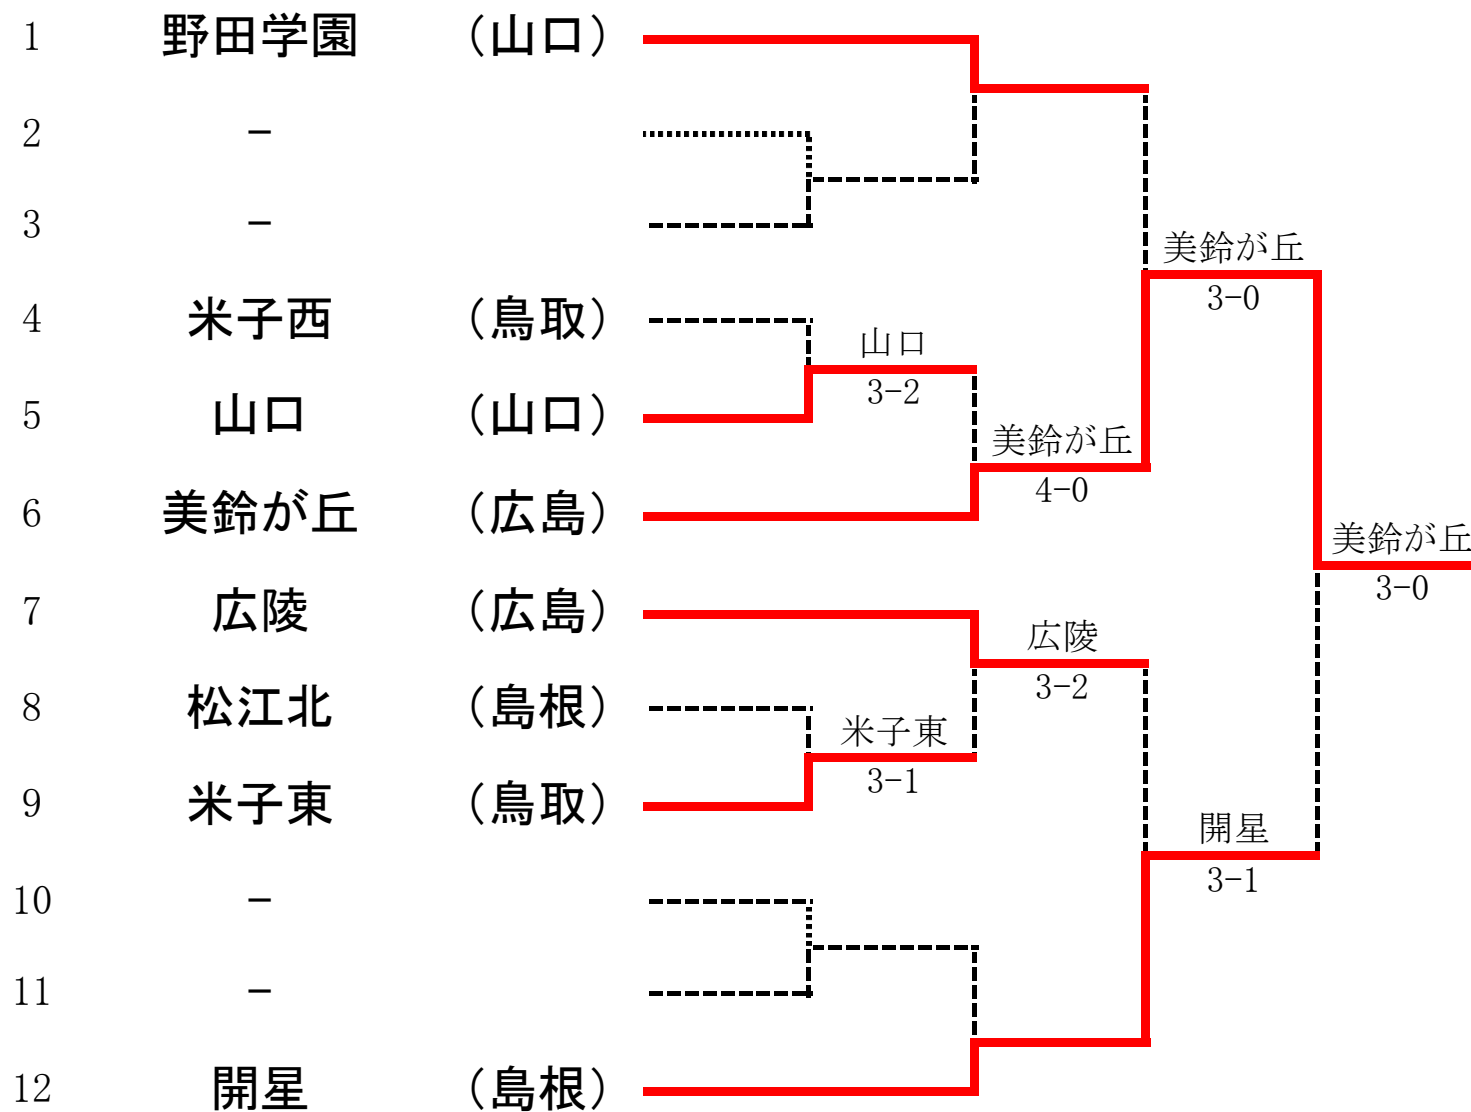 1 野田学園 （山口）
2 －
3 －
美鈴が丘
3-0
4 米子西 （鳥取）
山口
3-2
5 山口 （山口）
美鈴が丘
4-0
6 美鈴が丘 （広島）
美鈴が丘
3-0
7 広陵 （広島）
広陵
3-2
8 松江北 （島根）
米子東
3-1
9 米子東 （鳥取）
開星
3-1
10 －
11 －
12 開星 （島根）